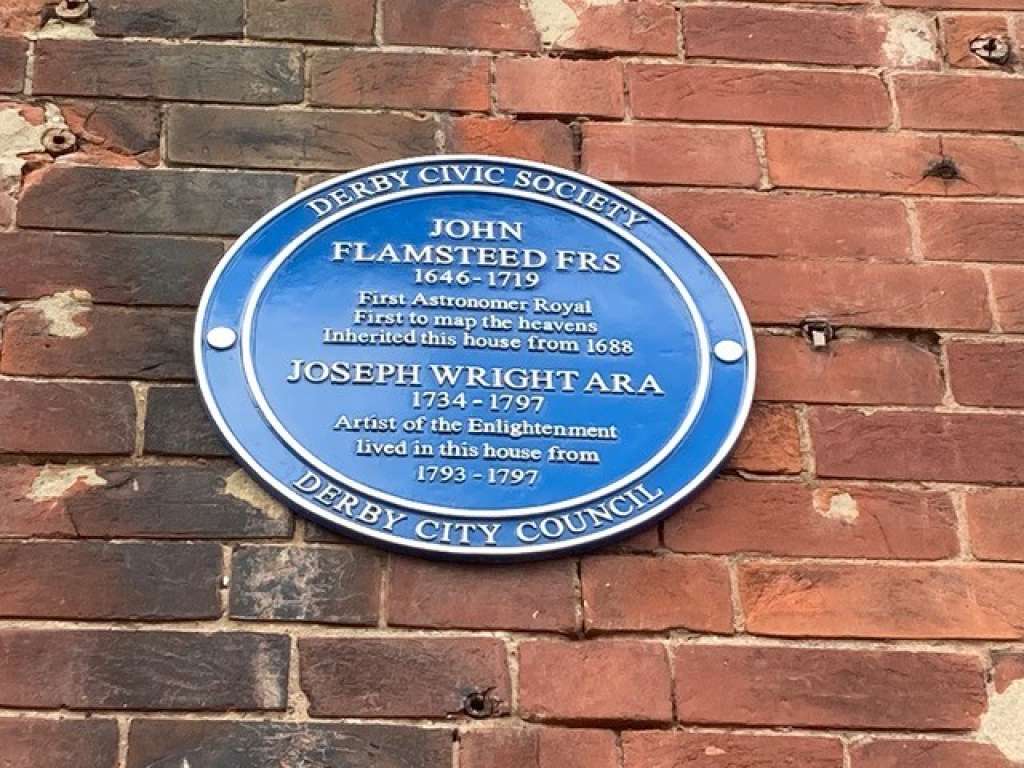 DERBY CIVIC SOCIETY
JOHN
FLAMSTEED FRS
1646-1719
First Astronomer Royal
First to map the heavens
Inherited this house from 1688
JOSEPH WRIGHT ARA
1734 - 1797
Artist of the Enlightenment
lived in this house from
1793 - 1797
DERBY CITY COUNCIL